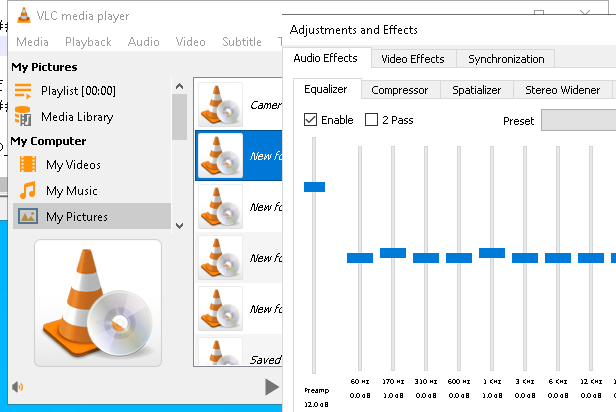 VLC media player
Media Playback Audio Video Subtitle
My Pictures
Playlist [00:00]
Media Library
My Computer
My Videos
My Music
My Pictures
Camer
New fo
New fo
New fo
New fo
Saved
Adjustments and Effects
Audio Effects Video Effects Synchronization
Equalizer Compressor Spatializer Stereo Widener
Enable 2 Pass Preset
60 Hz 170 Hz 310 Hz 600 Hz 1 KHz 3 KHz 6 KHz 12 KHz
Preamp 0.0 dB 1.0 dB 0.0 dB 0.0 dB 1.0 dB 0.0 dB 0.0 dB 0.0 dB
12.0 dB